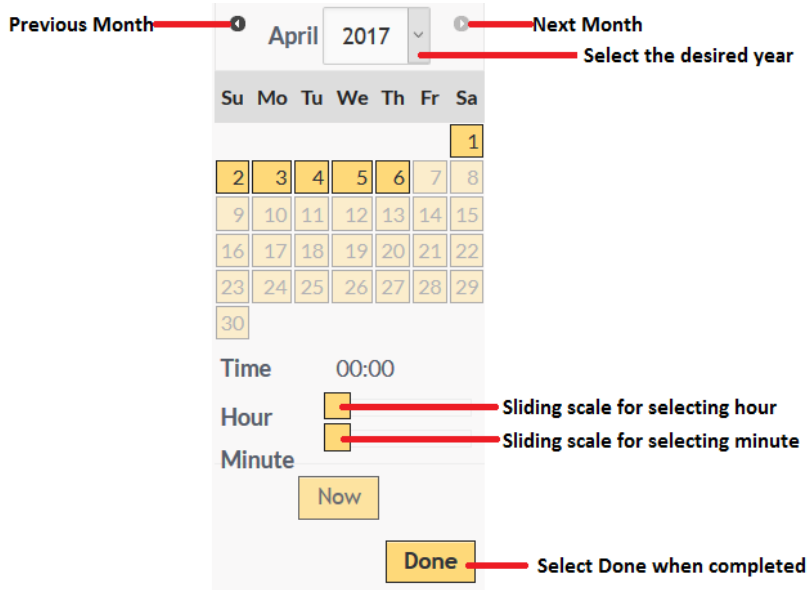 Previous Month April 2017 Next Month
Select the desired year
Su Mo Tu We Th Fr Sa
1
2 3 4 5 6 7 8
9 10 11 12 13 14 15
16 17 18 19 20 21 22
23 24 25 26 27 28 29
30
Time 00:00
Hour Sliding scale for selecting hour
Minute Sliding scale for selecting minute
Now
Done Select Done when completed